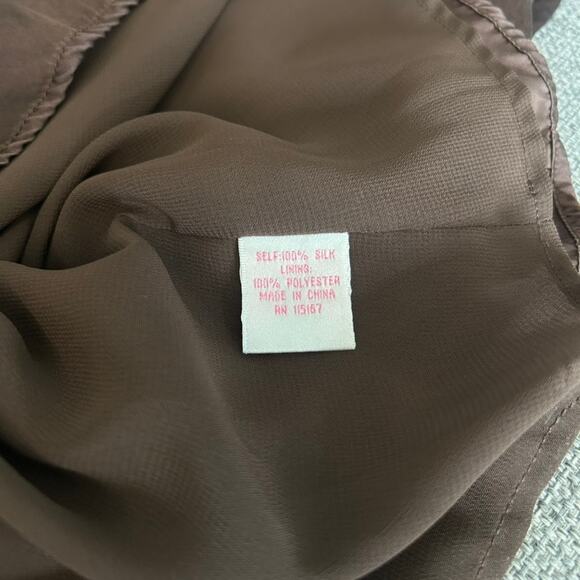 SELF:100% SILK
LINING:
100% POLYESTER
MADE IN CHINA
RN 115167